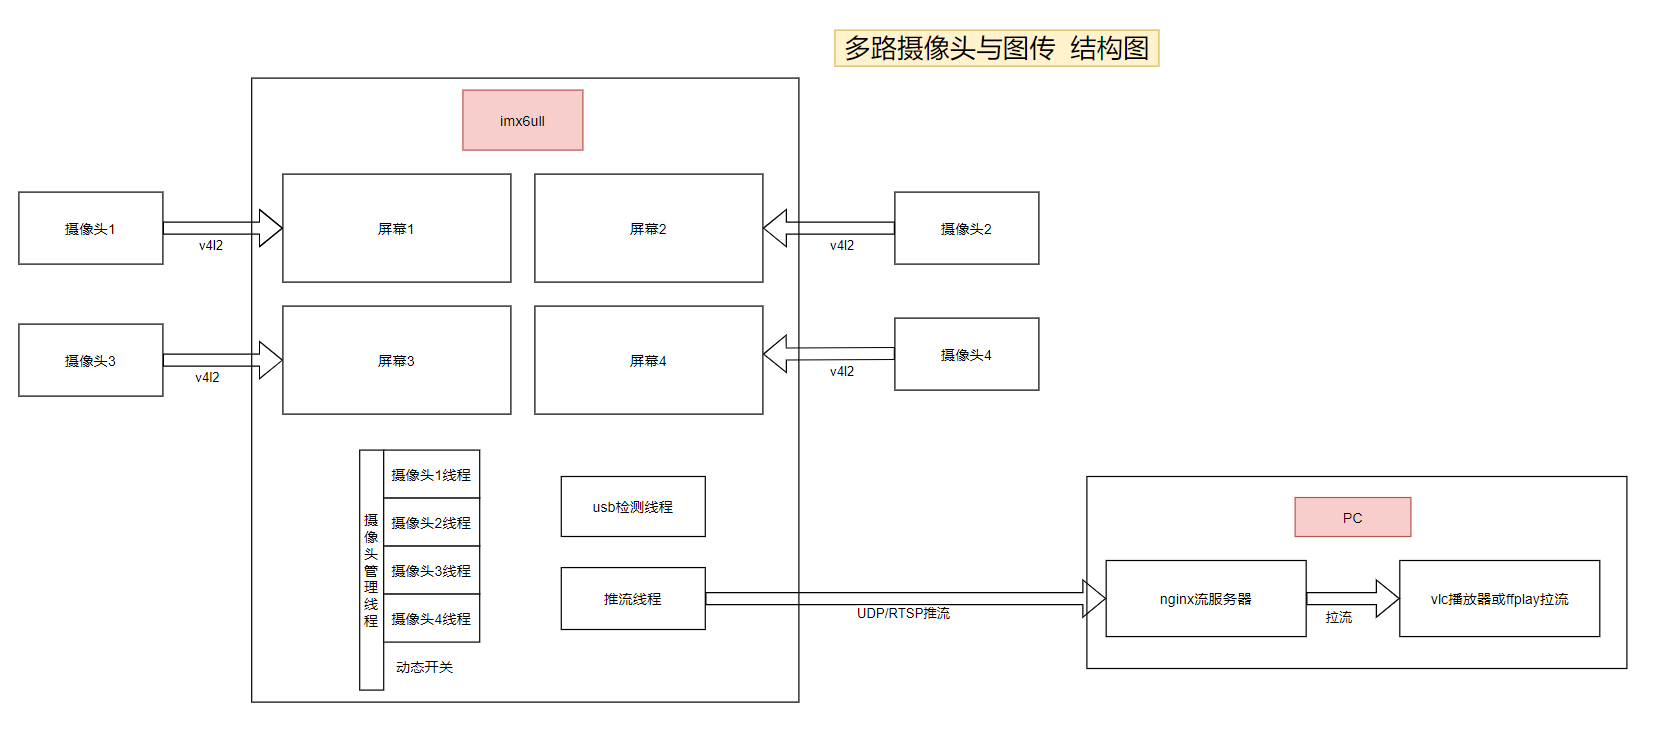 多路摄像头与图传 结构图
imx6ull
摄像头1
v4l2
屏幕1
屏幕2
v4l2
摄像头2
摄像头3
v4l2
屏幕3
屏幕4
v4l2
摄像头4
摄像头管理线程
摄像头1线程
摄像头2线程
摄像头3线程
摄像头4线程
动态开关
usb检测线程
推流线程
UDP/RTSP推流
PC
nginx流服务器
拉流
vlc播放器或ffplay拉流